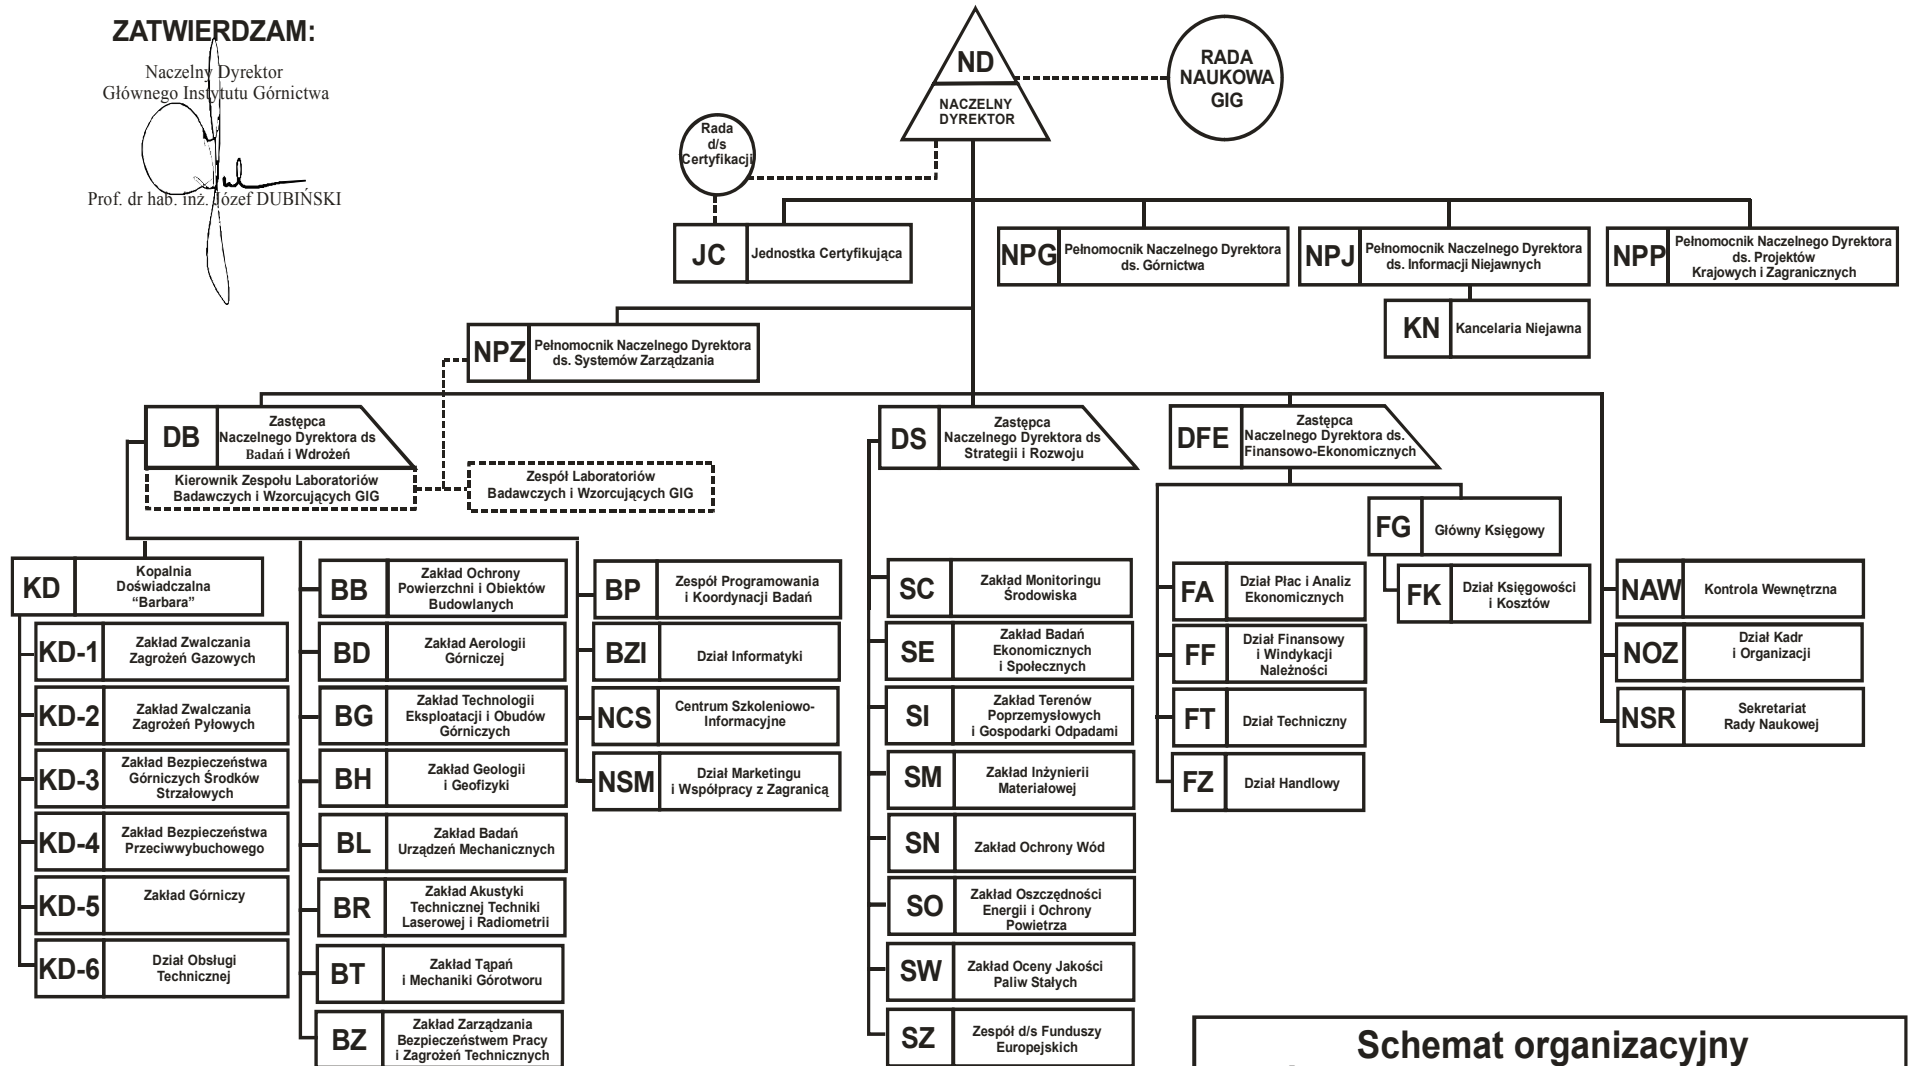 ZATWIERDZAM:
Naczelny Dyrektor
Głównego Instytutu Górnictwa
Prof. dr hab. inż. Józef DUBIŃSKI
ND
NACZELNY
DYREKTOR
RADA
NAUKOWA
GIG
Rada
d/s
Certyfikacji
JC
Jednostka Certyfikująca
NPG
Pełnomocnik Naczelnego Dyrektora
ds. Górnictwa
NPJ
Pełnomocnik Naczelnego Dyrektora
ds. Informacji Niejawnych
NPP
Pełnomocnik Naczelnego Dyrektora
ds. Projektów
Krajowych i Zagranicznych
KN
Kancelaria Niejawna
NPZ
Pełnomocnik Naczelnego Dyrektora
ds. Systemów Zarządzania
DB
Zastępca
Naczelnego Dyrektora ds
Badań i Wdrożeń
Kierownik Zespołu Laboratoriów
Badawczych i Wzorcujących GIG
Zespół Laboratoriów
Badawczych i Wzorcujących GIG
DS
Zastępca
Naczelnego Dyrektora ds
Strategii i Rozwoju
DFE
Zastępca
Naczelnego Dyrektora ds.
Finansowo-Ekonomicznych
FG
Główny Księgowy
FK
Dział Księgowości
i Kosztów
KD
Kopalnia
Doświadczalna
“Barbara”
KD-1
Zakład Zwalczania
Zagrożeń Gazowych
KD-2
Zakład Zwalczania
Zagrożeń Pyłowych
KD-3
Zakład Bezpieczeństwa
Górniczych Środków
Strzałowych
KD-4
Zakład Bezpieczeństwa
Przeciwwybuchowego
KD-5
Zakład Górniczy
KD-6
Dział Obsługi
Technicznej
BB
Zakład Ochrony
Powierzchni i Obiektów
Budowlanych
BD
Zakład Aerologii
Górniczej
BG
Zakład Technologii
Eksploatacji i Obudów
Górniczych
BH
Zakład Geologii
i Geofizyki
BL
Zakład Badań
Urządzeń Mechanicznych
BR
Zakład Akustyki
Technicznej Techniki
Laserowej i Radiometrii
BT
Zakład Tąpań
i Mechaniki Górotworu
BZ
Zakład Zarządzania
Bezpieczeństwem Pracy
i Zagrożeń Technicznych
BP
Zespół Programowania
i Koordynacji Badań
BZI
Dział Informatyki
NCS
Centrum Szkoleniowo-
Informacyjne
NSM
Dział Marketingu
i Współpracy z Zagranicą
SC
Zakład Monitoringu
Środowiska
SE
Zakład Badań
Ekonomicznych
i Społecznych
SI
Zakład Terenów
Poprzemysłowych
i Gospodarki Odpadami
SM
Zakład Inżynierii
Materiałowej
SN
Zakład Ochrony Wód
SO
Zakład Oszczędności
Energii i Ochrony
Powietrza
SW
Zakład Oceny Jakości
Paliw Stałych
SZ
Zespół d/s Funduszy
Europejskich
FA
Dział Płac i Analiz
Ekonomicznych
FF
Dział Finansowy
i Windykacji
Należności
FT
Dział Techniczny
FZ
Dział Handlowy
NAW
Kontrola Wewnętrzna
NOZ
Dział Kadr
i Organizacji
NSR
Sekretariat
Rady Naukowej
Schemat organizacyjny